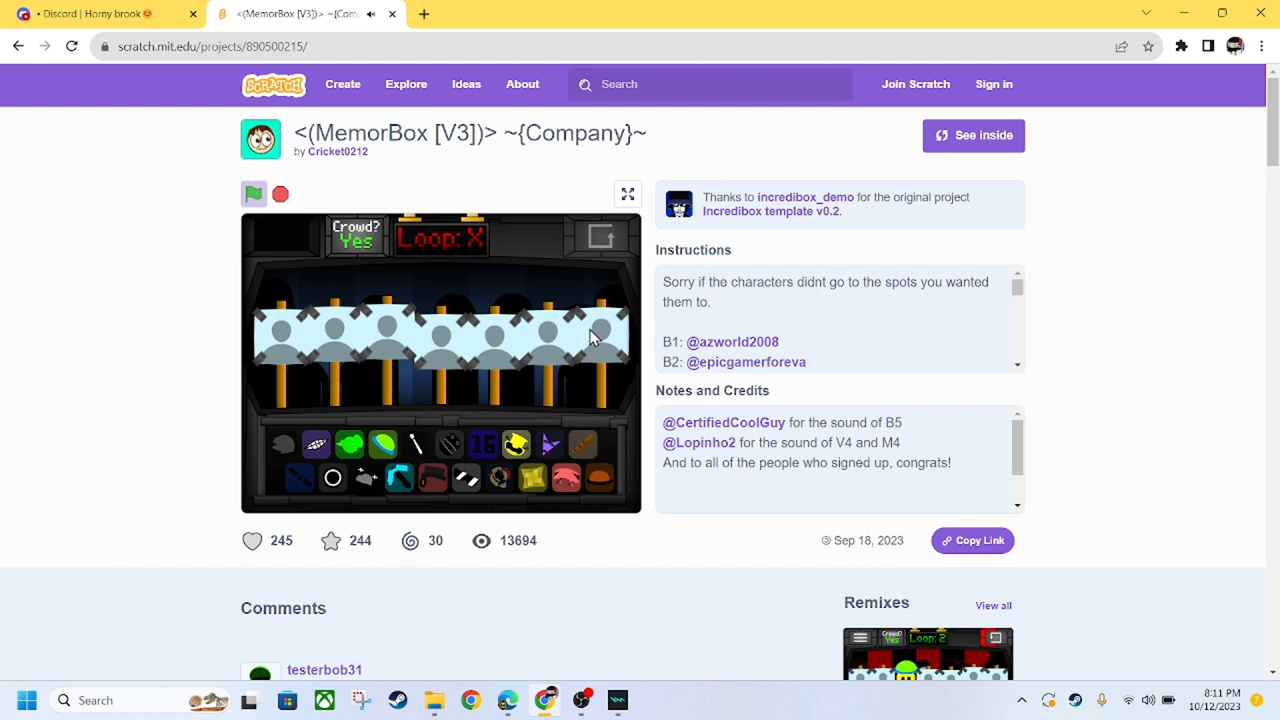 • Discord | Horny brook
<(MemorBox [V3])> ~{Comp
scratch.mit.edu/projects/890500215/
SCRATCH
Create
Explore
Ideas
About
Search
Join Scratch
Sign in
<(MemorBox [V3])> ~{Company}~
by Cricket0212
See inside
Crowd?
Yes
Loop: X
16
Thanks to incredibox_demo for the original project
Incredibox template v0.2.
Instructions
Sorry if the characters didnt go to the spots you wanted
them to.
B1: @azworld2008
B2: @epicgamerforeva
Notes and Credits
@CertifiedCoolGuy for the sound of B5
@Lopinho2 for the sound of V4 and M4
And to all of the people who signed up, congrats!
245
244
30
13694
© Sep 18, 2023
Copy Link
Comments
testerbob31
Remixes
View all
Crowd?
Yes
Loop: 2
Search
8:11 PM
10/12/2023